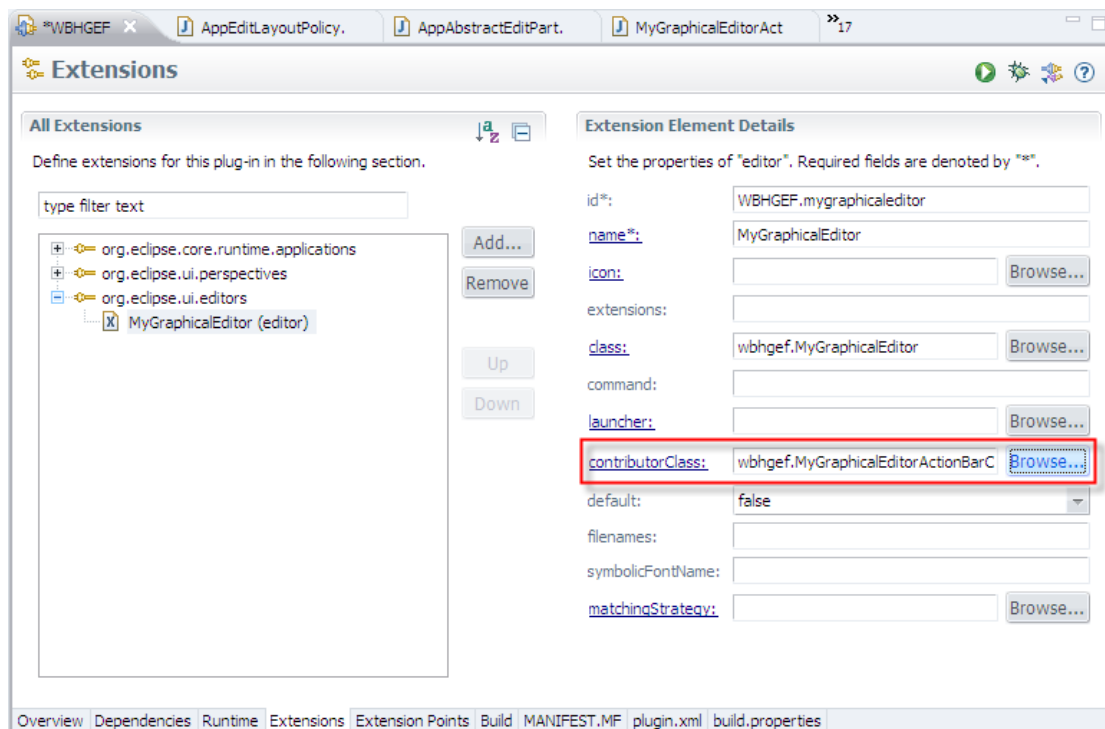 *WBHGEF
AppEditLayoutPolicy.
AppAbstractEditPart.
MyGraphicalEditorAct
»17
Extensions
All Extensions
Define extensions for this plug-in in the following section.
type filter text
org.eclipse.core.runtime.applications
org.eclipse.ui.perspectives
org.eclipse.ui.editors
MyGraphicalEditor (editor)
Add...
Remove
Up
Down
Extension Element Details
Set the properties of "editor". Required fields are denoted by "*".
id*: WBHGEF.mygraphicaleditor
name*: MyGraphicalEditor
icon: Browse...
extensions:
class: wbhgef.MyGraphicalEditor Browse...
command:
launcher: Browse...
contributorClass: wbhgef.MyGraphicalEditorActionBarC Browse...
default: false
filenames:
symbolicFontName:
matchingStrategy: Browse...
Overview Dependencies Runtime Extensions Extension Points Build MANIFEST.MF plugin.xml build.properties